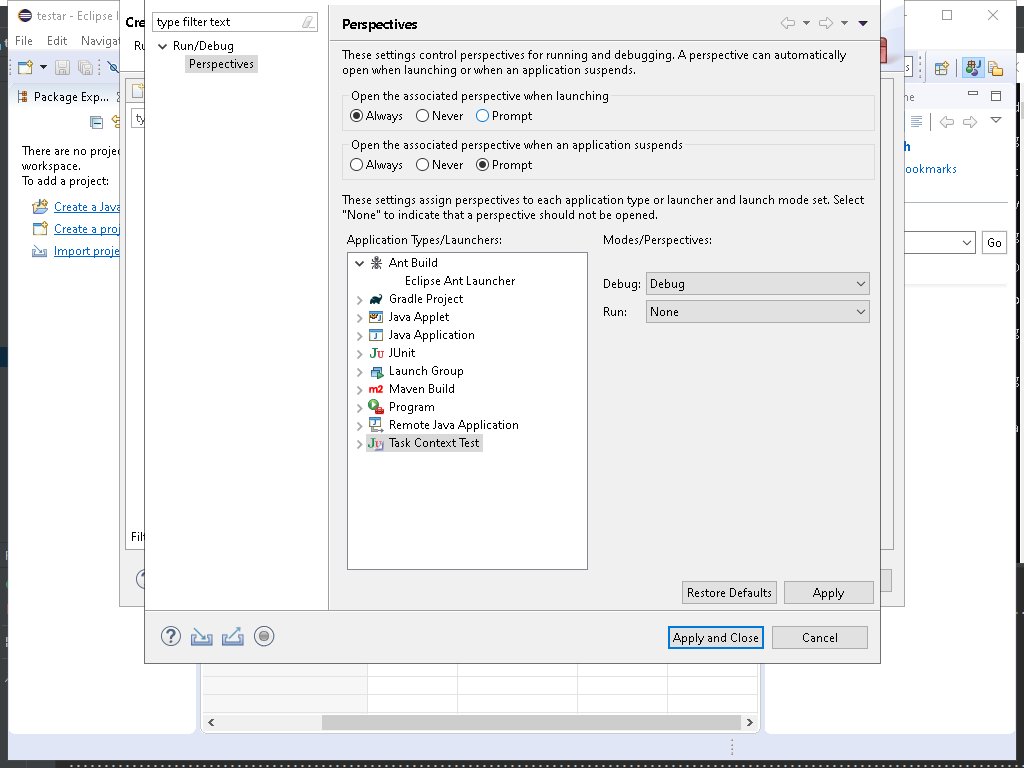 testar - Eclipse I
Cre
File Edit Navigat
Ru
type filter text
Run/Debug
Perspectives
Perspectives
These settings control perspectives for running and debugging. A perspective can automatically
open when launching or when an application suspends.
Open the associated perspective when launching
Always Never Prompt
Open the associated perspective when an application suspends
Always Never Prompt
These settings assign perspectives to each application type or launcher and launch mode set. Select
"None" to indicate that a perspective should not be opened.
Application Types/Launchers:
Modes/Perspectives:
Ant Build
Eclipse Ant Launcher
Gradle Project
Java Applet
Java Application
JUnit
Launch Group
Maven Build
Program
Remote Java Application
Task Context Test
Debug: Debug
Run: None
Restore Defaults Apply
Apply and Close Cancel
Package Exp...
There are no projec
workspace.
To add a project:
Create a Java
Create a proj
Import proje
ty
Filt
ne
h
ookmarks
Go